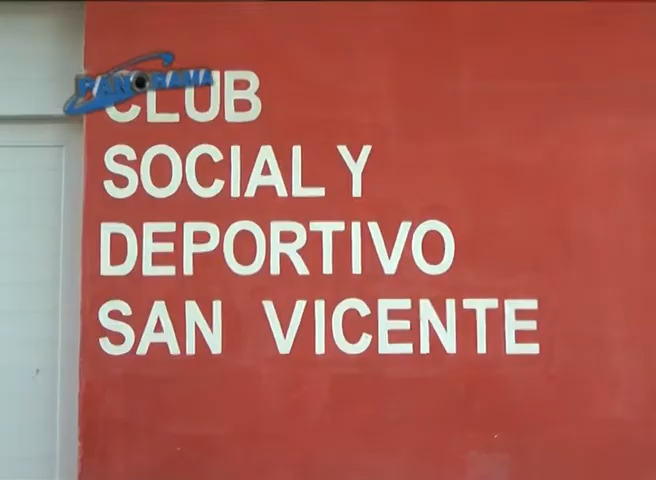 PANORAMA
CLUB
SOCIAL Y
DEPORTIVO
SAN VICENTE